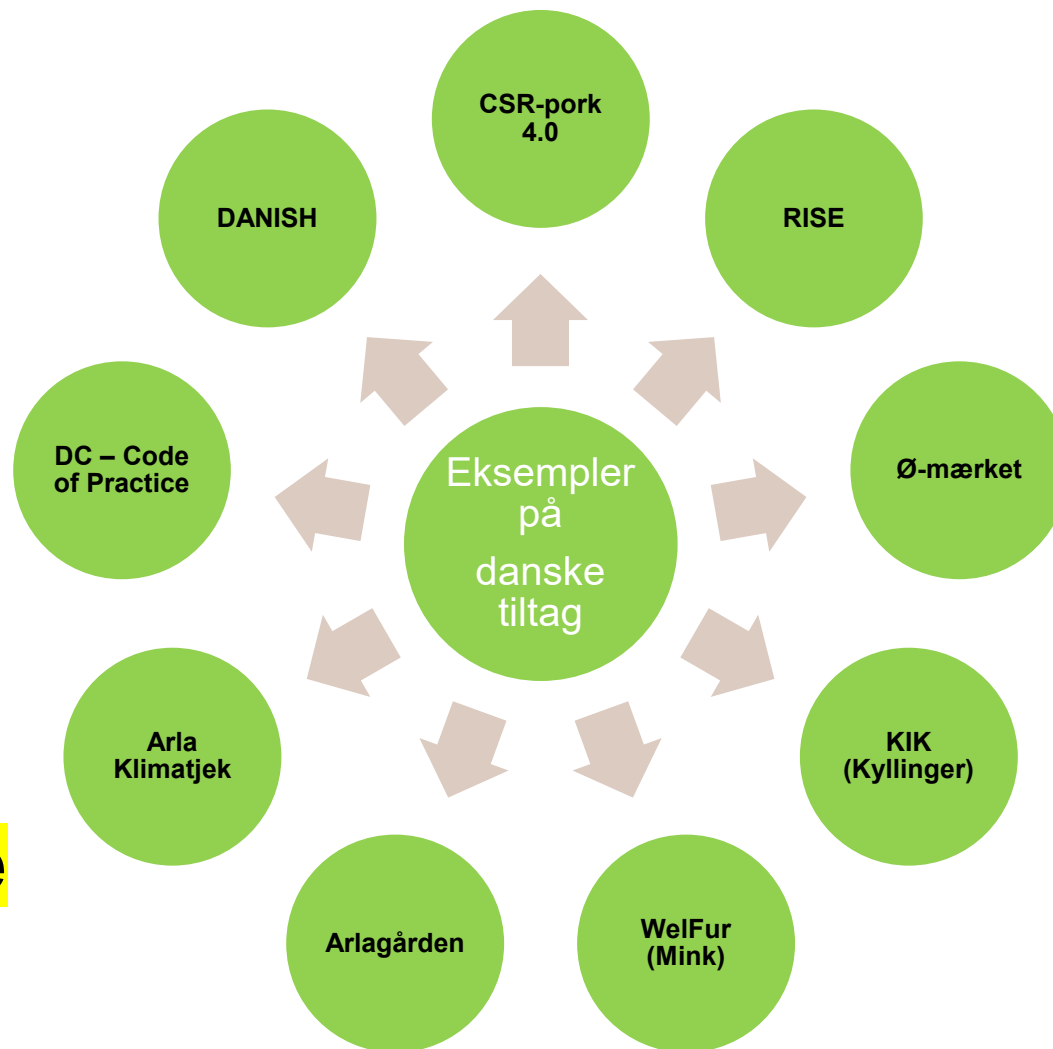 CSR-pork
4.0
DANISH
RISE
DC – Code
of Practice
Eksempler
på
danske
tiltag
Ø-mærket
Arla
Klimatjek
KIK
(Kyllinger)
Arlagården
WelFur
(Mink)